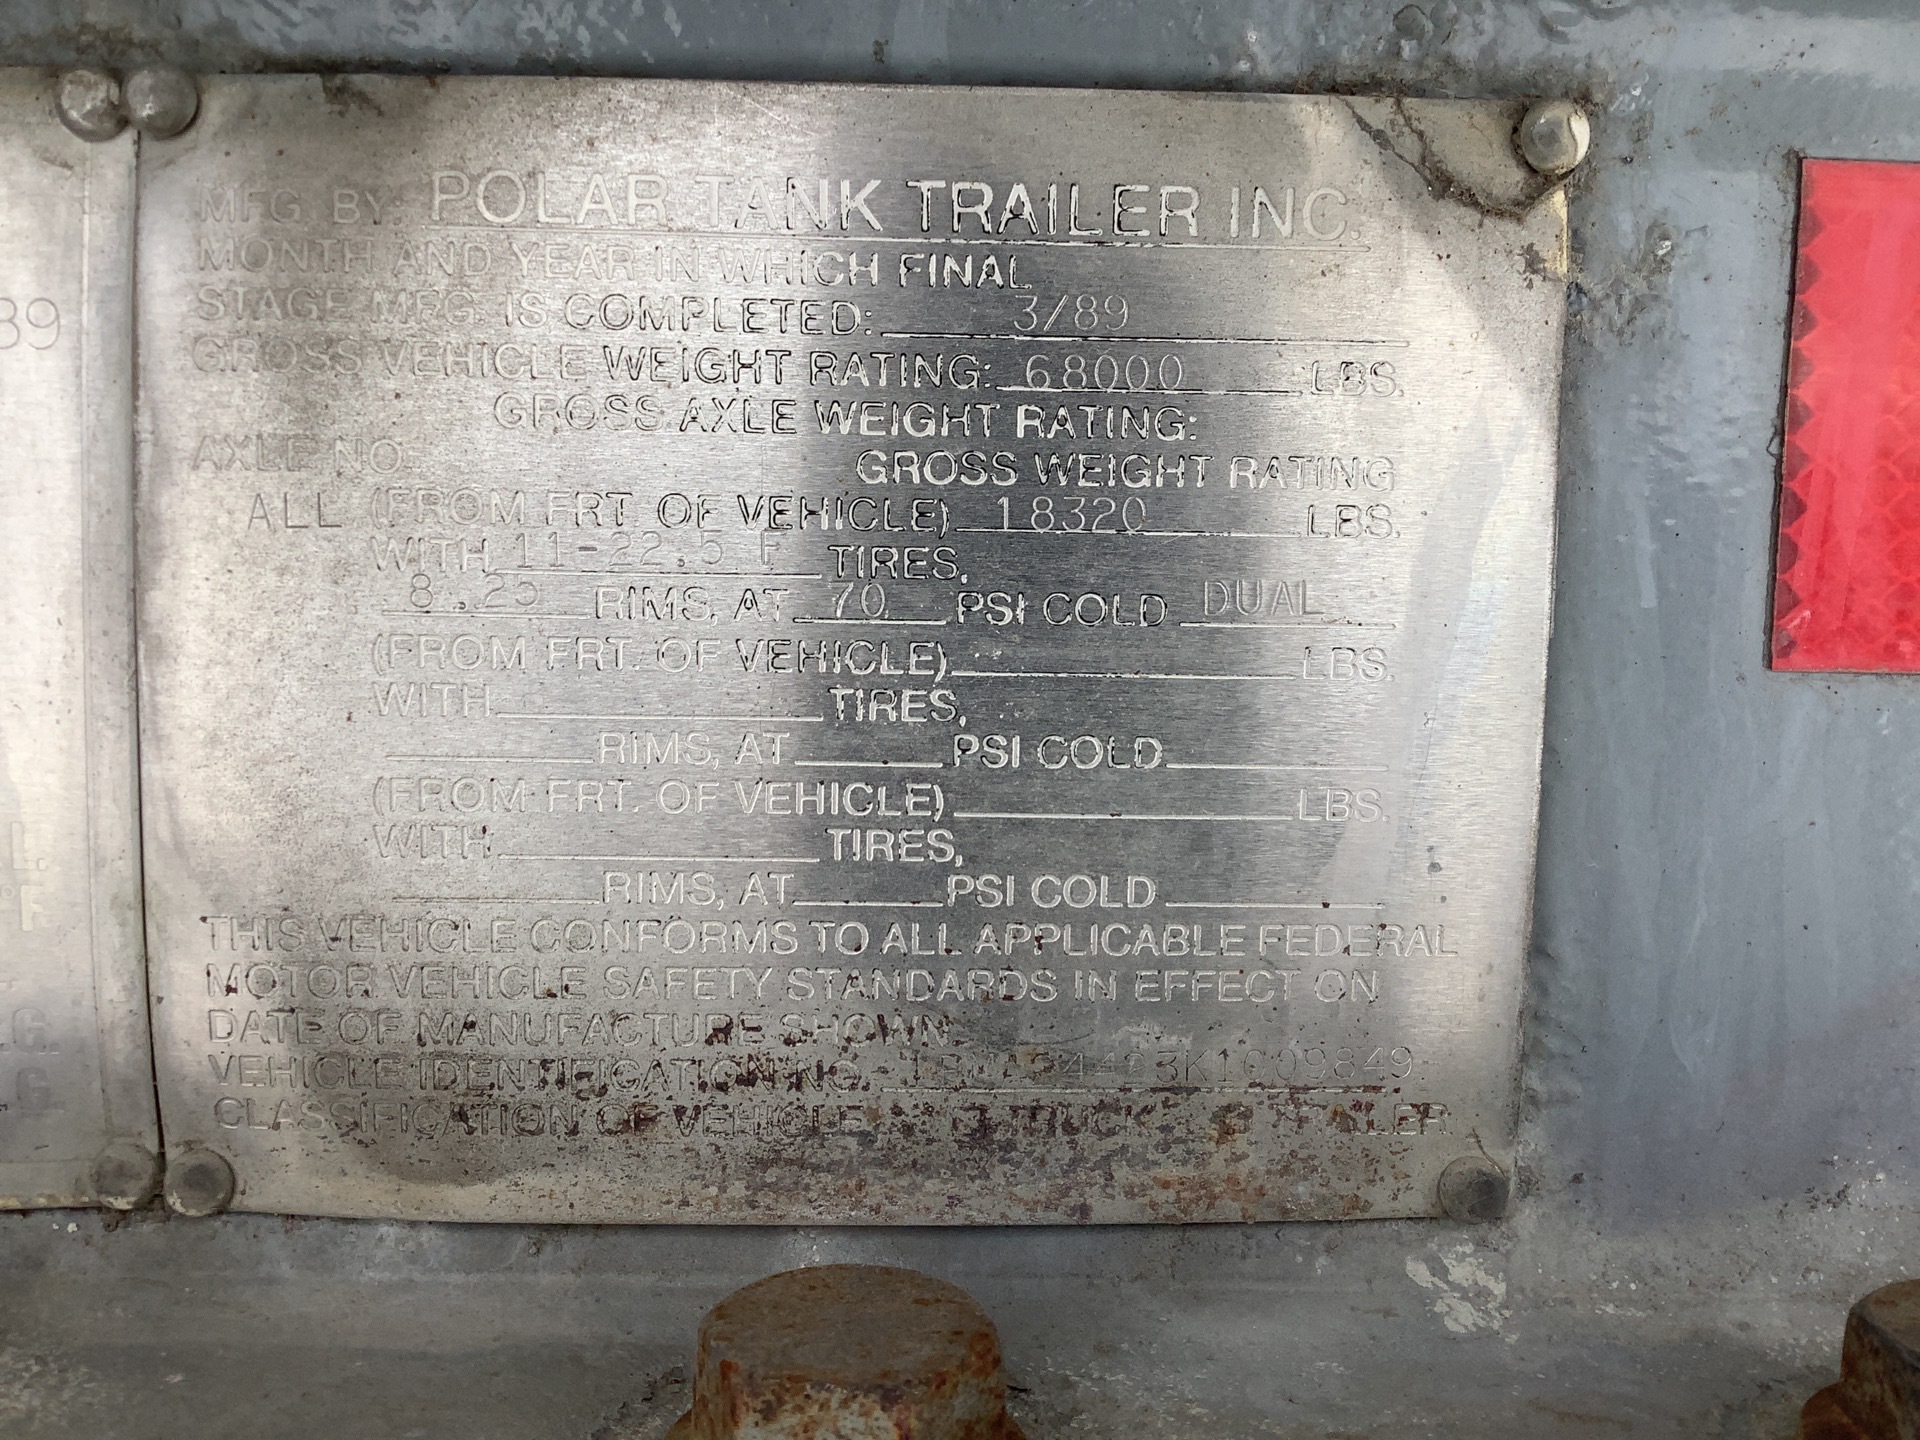 MFG BY: POLAR TANK TRAILER INC.
MONTH AND YEAR IN WHICH FINAL
STAGE MFG. IS COMPLETED: 3/89
GROSS VEHICLE WEIGHT RATING: 68000 LBS.
GROSS AXLE WEIGHT RATING:
AXLE NO. GROSS WEIGHT RATING
ALL (FROM FRT. OF VEHICLE) 18320 LBS.
WITH 11-22.5 F TIRES,
8.25 RIMS, AT 70 PSI COLD DUAL
(FROM FRT. OF VEHICLE) LBS.
WITH TIRES,
RIMS, AT PSI COLD
(FROM FRT. OF VEHICLE) LBS.
WITH TIRES,
RIMS, AT PSI COLD
THIS VEHICLE CONFORMS TO ALL APPLICABLE FEDERAL
MOTOR VEHICLE SAFETY STANDARDS IN EFFECT ON
DATE OF MANUFACTURE SHOWN.
VEHICLE IDENTIFICATION NO.
CLASSIFICATION OF VEHICLE TRUCK TRAILER
89
L.
°F
G.
G